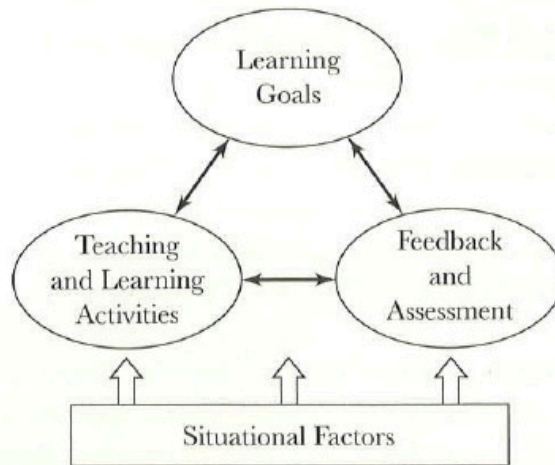 Learning
Goals
Teaching
and Learning
Activities
Feedback
and
Assessment
Situational Factors